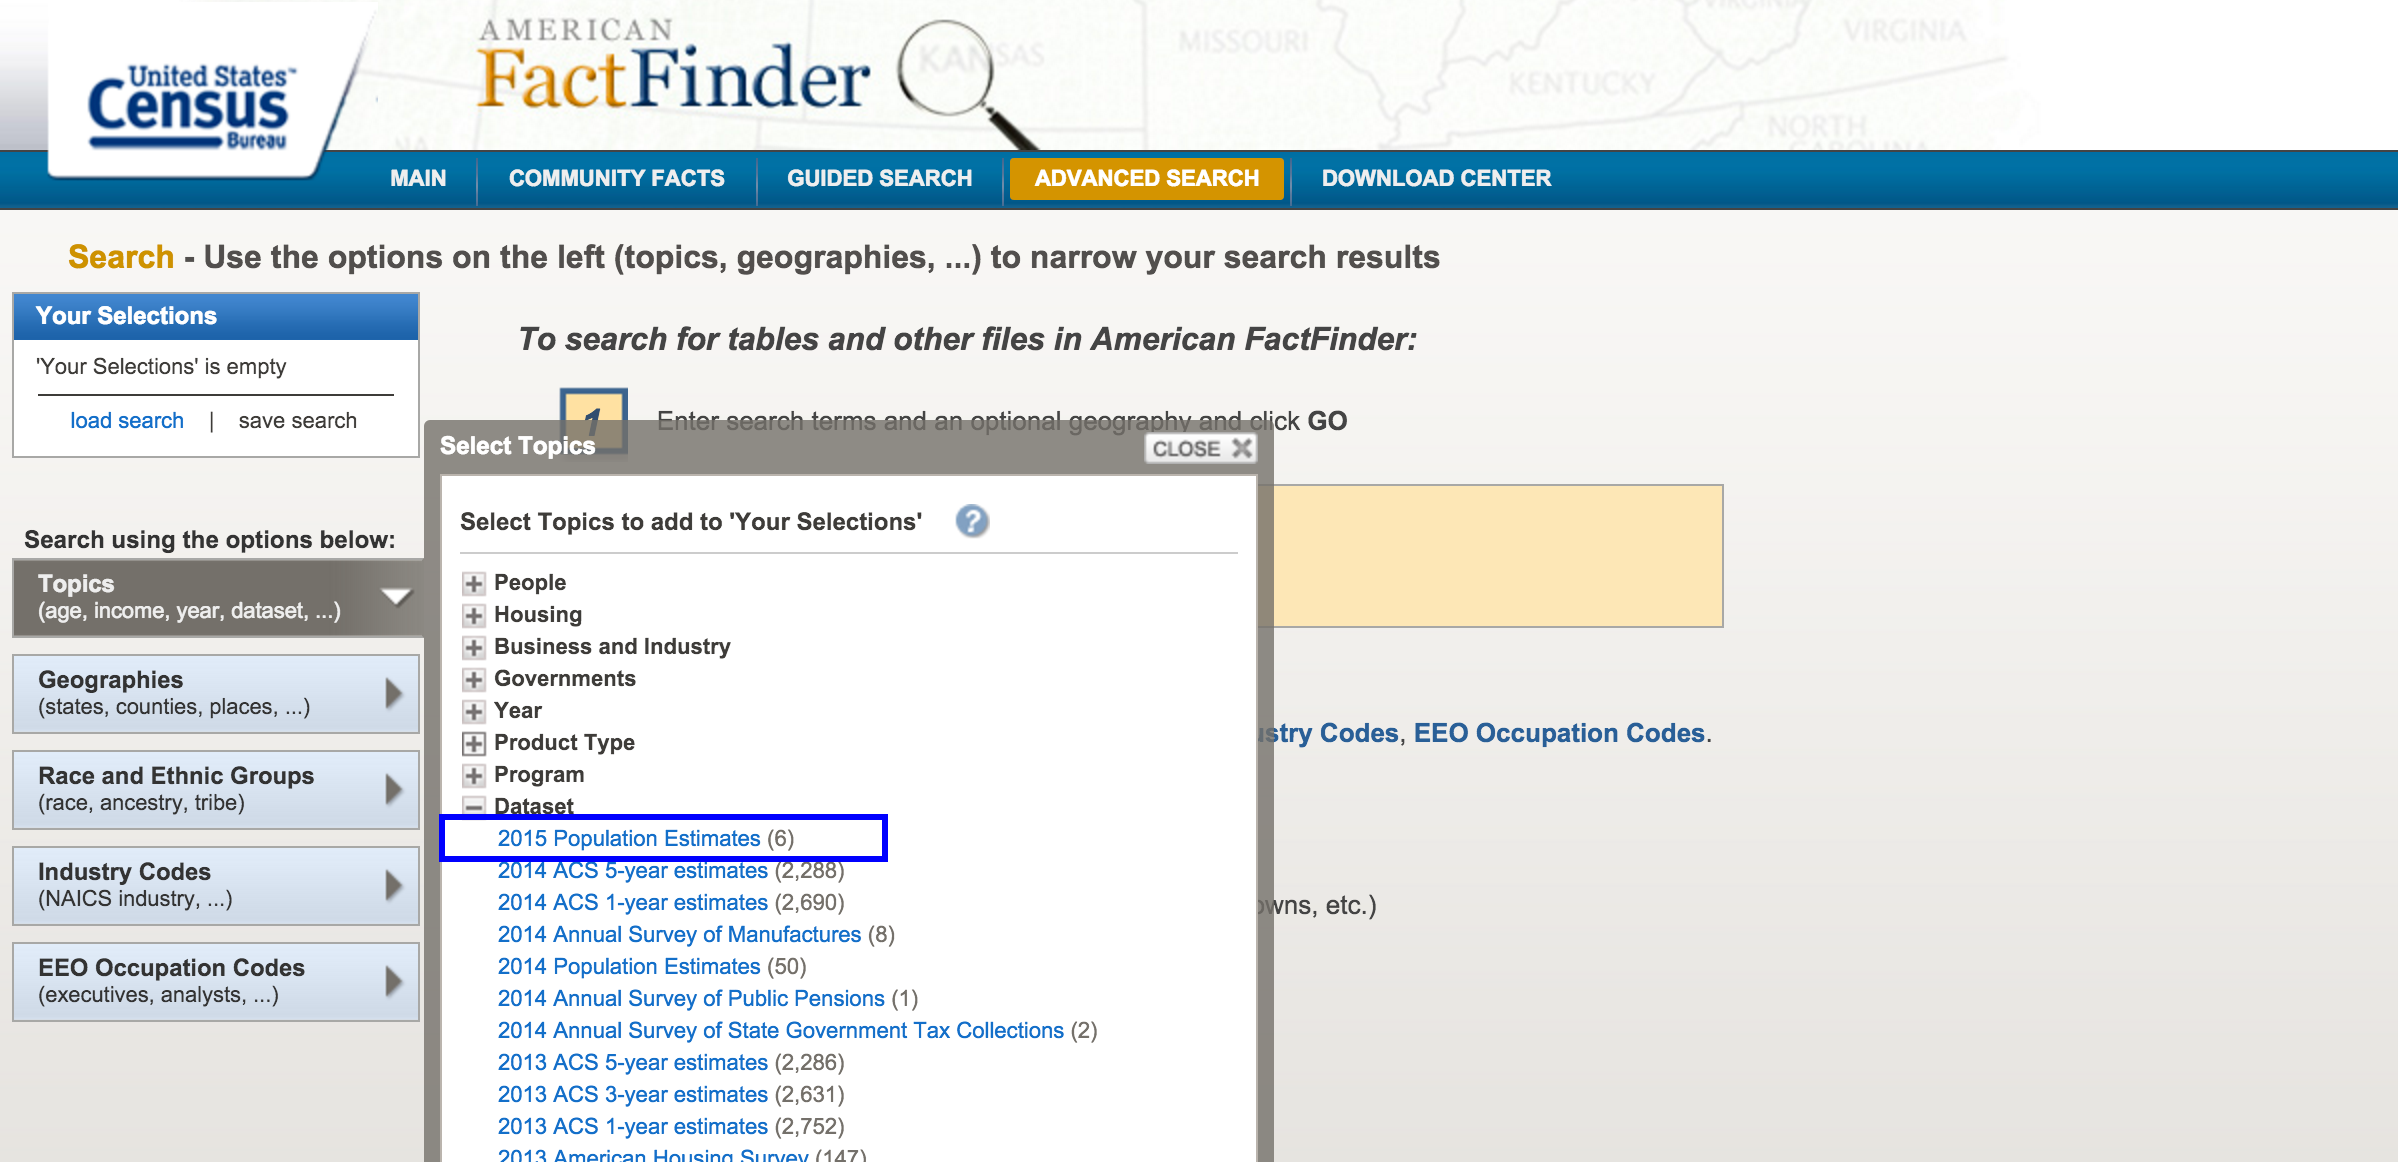 United States™
Census
Bureau
AMERICAN
FactFinder
KANSAS
MISSOURI
KENTUCKY
VIRGINIA
NORTH
CAROLINA
MAIN
COMMUNITY FACTS
GUIDED SEARCH
ADVANCED SEARCH
DOWNLOAD CENTER
Search - Use the options on the left (topics, geographies, ...) to narrow your search results
Your Selections
'Your Selections' is empty
load search | save search
Search using the options below:
Topics
(age, income, year, dataset, ...)
Geographies
(states, counties, places, ...)
Race and Ethnic Groups
(race, ancestry, tribe)
Industry Codes
(NAICS industry, ...)
EEO Occupation Codes
(executives, analysts, ...)
To search for tables and other files in American FactFinder:
1
Enter search terms and an optional geography and click GO
Select Topics
CLOSE
Select Topics to add to 'Your Selections'
?
People
Housing
Business and Industry
Governments
Year
Product Type
Program
Dataset
2015 Population Estimates (6)
2014 ACS 5-year estimates (2,288)
2014 ACS 1-year estimates (2,690)
2014 Annual Survey of Manufactures (8)
2014 Population Estimates (50)
2014 Annual Survey of Public Pensions (1)
2014 Annual Survey of State Government Tax Collections (2)
2013 ACS 5-year estimates (2,286)
2013 ACS 3-year estimates (2,631)
2013 ACS 1-year estimates (2,752)
2013 American Housing Survey (147)
stry Codes, EEO Occupation Codes.
wns, etc.)